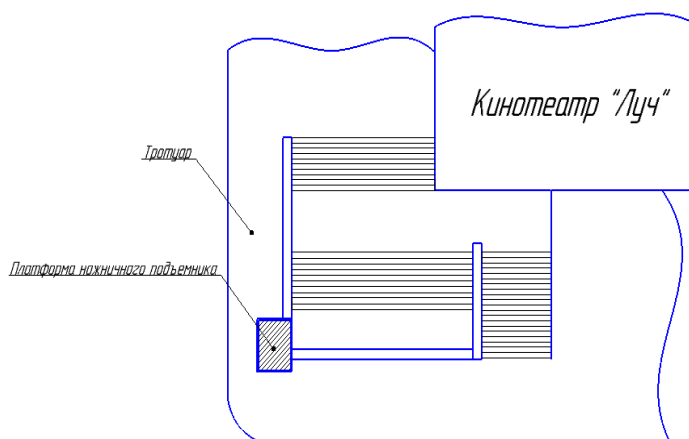 Кинотеатр "Луч"
Тротуар
Платформа ножничного подъемника